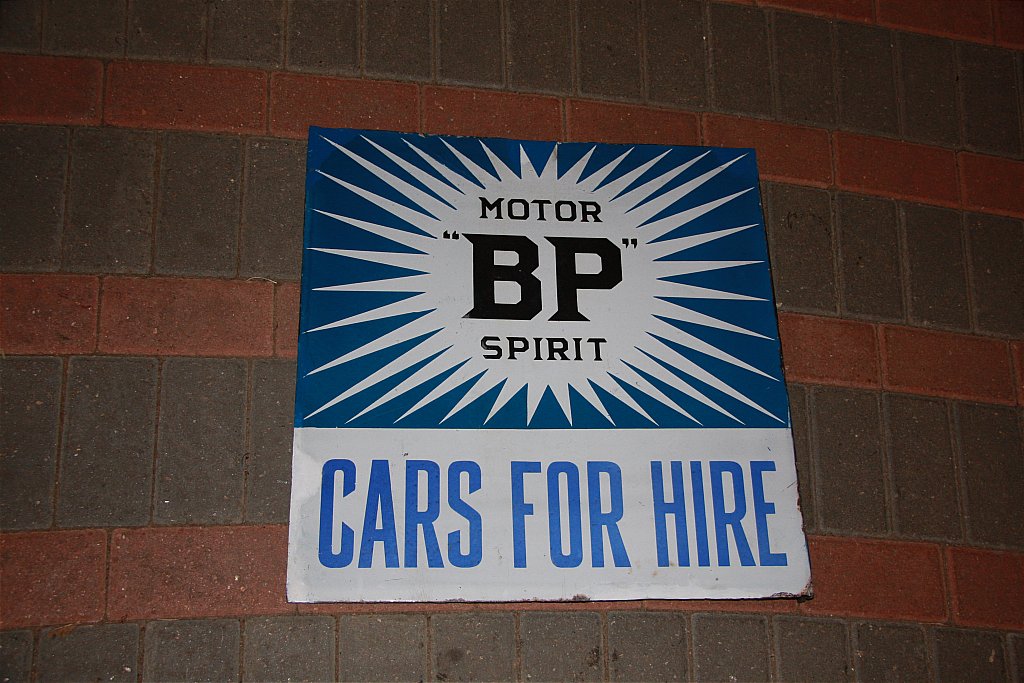 MOTOR
"BP"
SPIRIT
CARS FOR HIRE